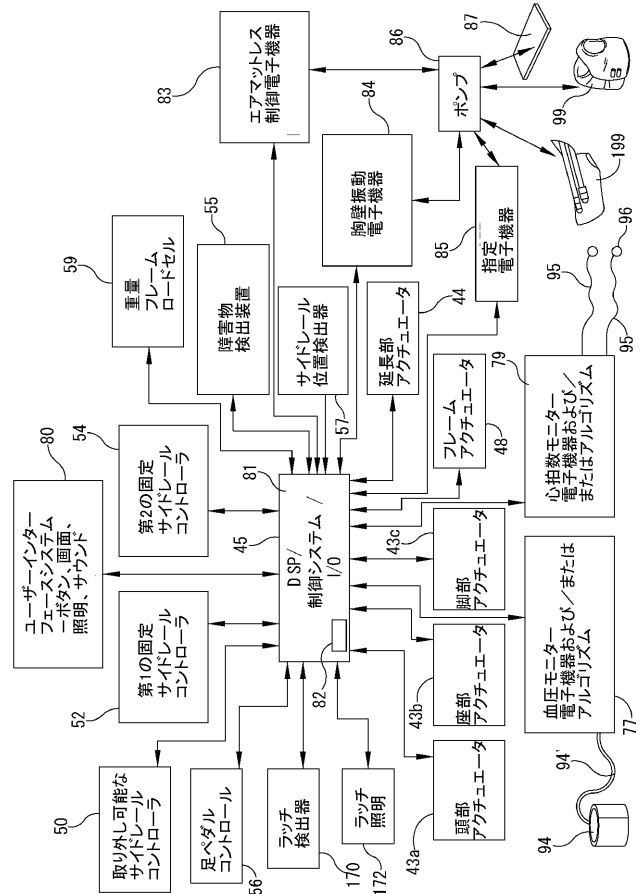 取り外し可能な
サイドレール
コントローラ
50
第1の固定
サイドレール
コントローラ
52
ユーザーインター
フェースシステム
ーボタン、画面、
照明、サウンド
80
第2の固定
サイドレール
コントローラ
54
重量
フレーム
ロードセル
59
障害物
検出装置
55
サイドレール
位置検出器
57
エアマットレス
制御電子機器
83
胸壁振動
電子機器
84
ポンプ
86
87
99
199
指定
電子機器
85
延長部
アクチュエータ
44
フレーム
アクチュエータ
48
足ペダル
コントロール
56
ラッチ
検出器
170
ラッチ照明
172
DSP/
制御システム /
I/O
45
81
82
頭部
アクチュエータ
43a
座部
アクチュエータ
43b
脚部
アクチュエータ
43c
血圧モニター
電子機器および/または
アルゴリズム
77
94
94'
心拍数モニター
電子機器および/
またはアルゴリズム
79
95
95
96